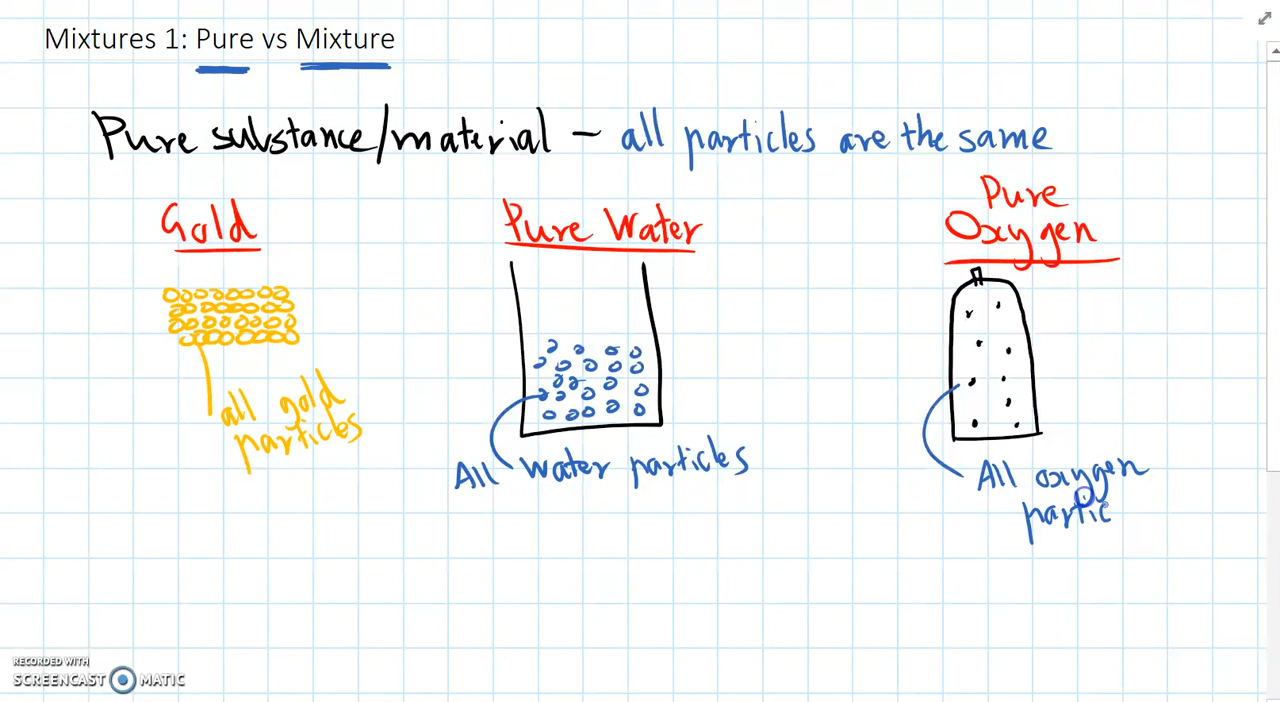 Mixtures 1: Pure vs Mixture
Pure substance/material – all particles are the same
Gold
Pure Water
Pure
Oxygen
all gold
particles
All water particles
All oxygen
partic
RECORDED WITH
SCREENCAST MATIC